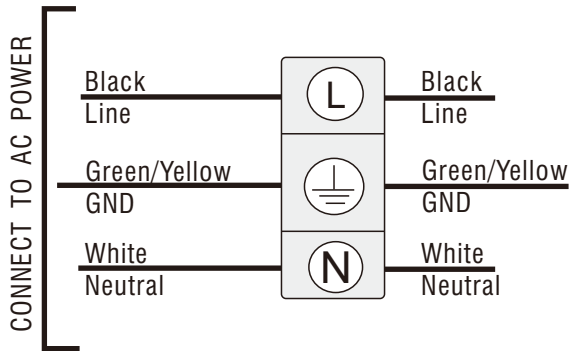 CONNECT TO AC POWER
Black
Line
L
Black
Line
Green/Yellow
GND
Green/Yellow
GND
White
Neutral
N
White
Neutral